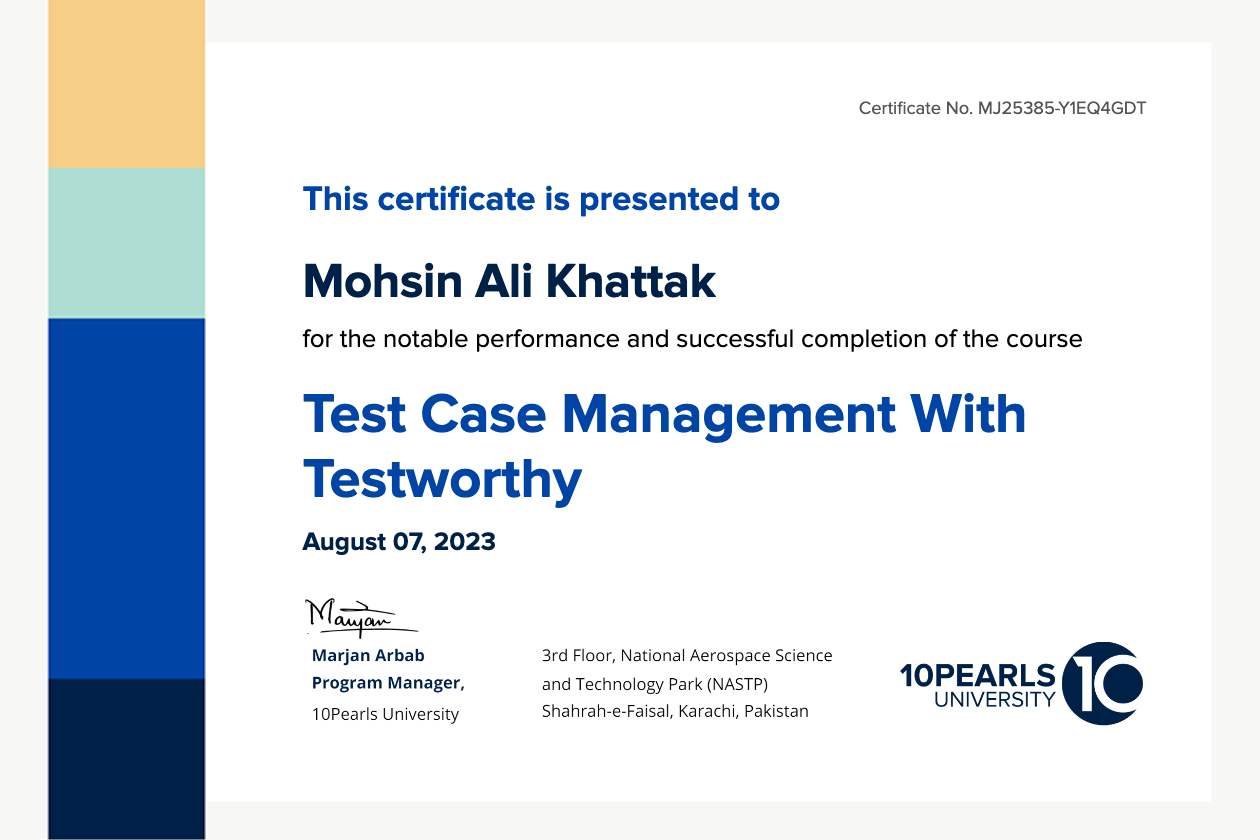 Certificate No. MJ25385-Y1EQ4GDT
This certificate is presented to
Mohsin Ali Khattak
for the notable performance and successful completion of the course
Test Case Management With
Testworthy
August 07, 2023
Marjan
Marjan Arbab
Program Manager,
10Pearls University
3rd Floor, National Aerospace Science
and Technology Park (NASTP)
Shahrah-e-Faisal, Karachi, Pakistan
10PEARLS
UNIVERSITY
10